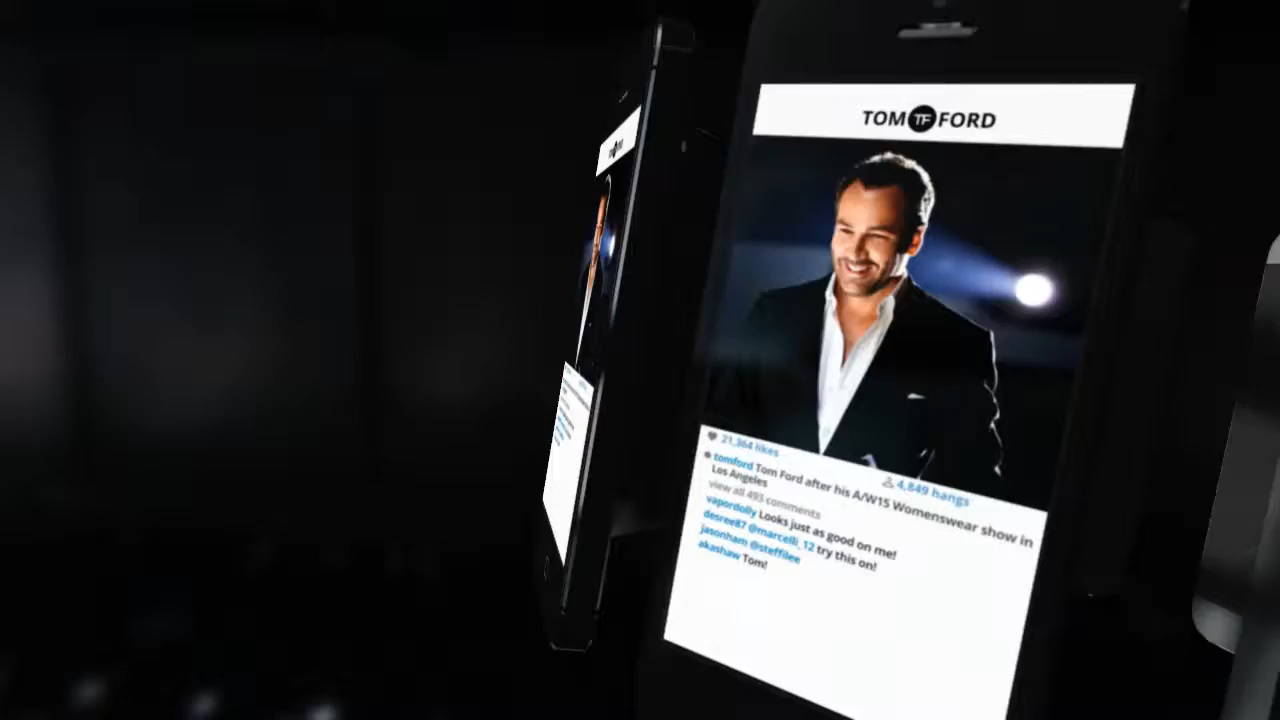 TOM TF FORD
21,364 likes
4,849 hangs
tomford Tom Ford after his A/W15 Womenswear show in
Los Angeles
view all 493 comments
vapordolly Looks just as good on me!
desree87 @marcelli_12 try this on!
jasonham @steffilee
akashaw Tom!